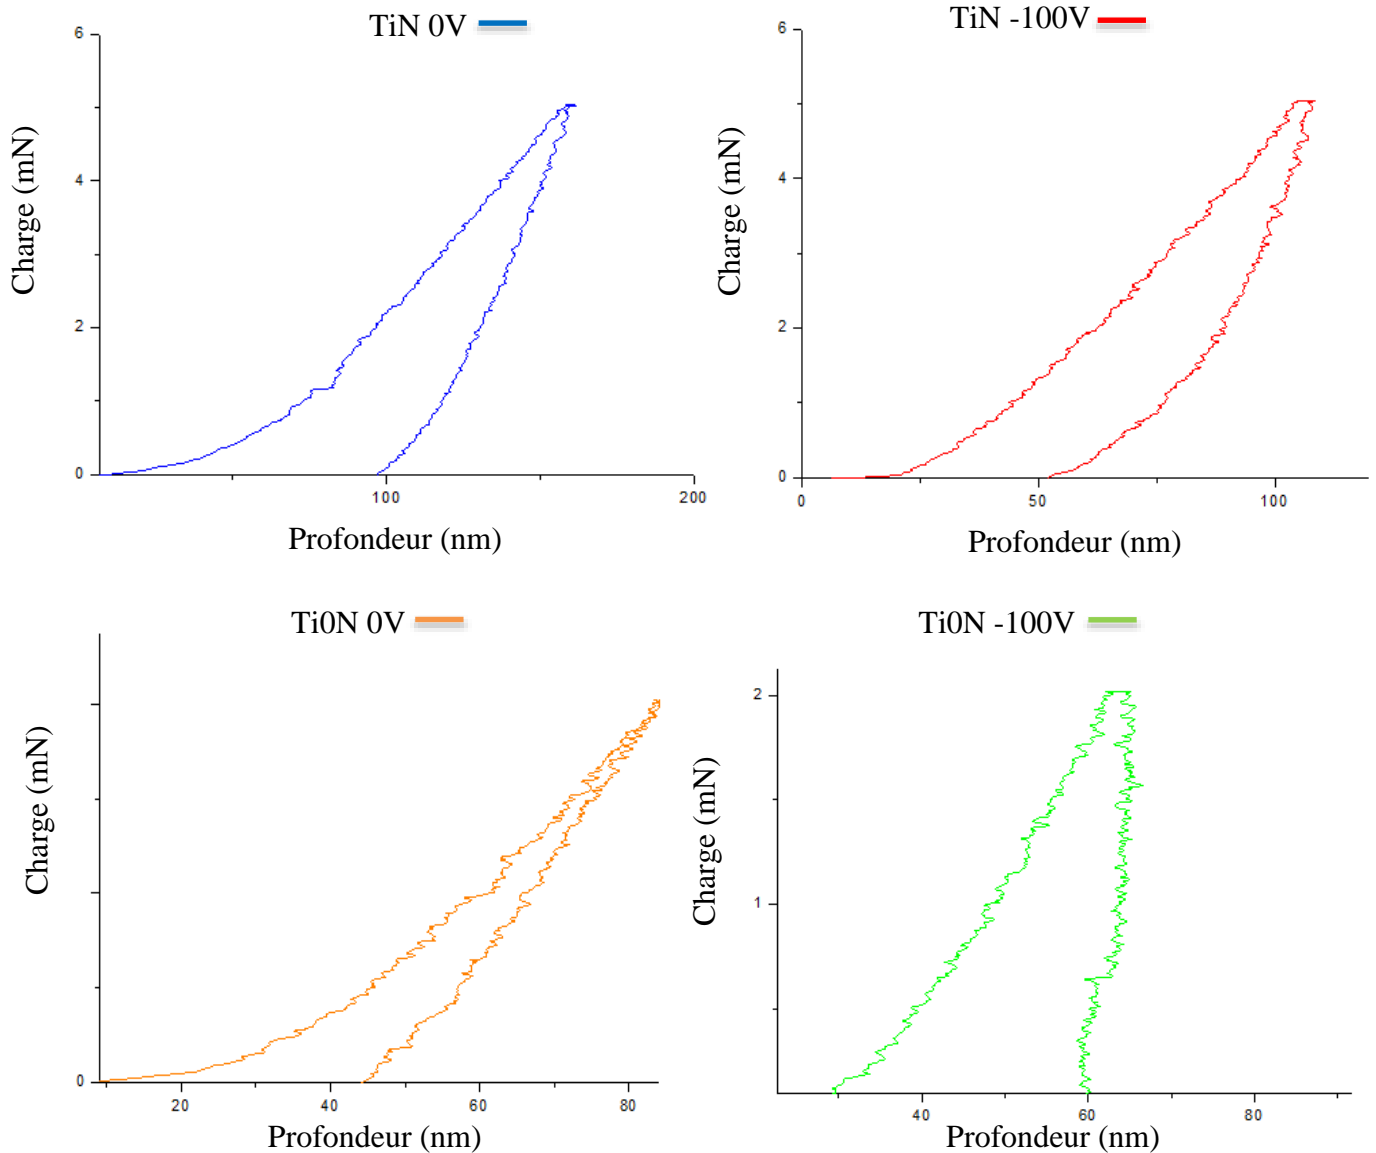 TiN 0V
6
4
2
0
100
200
Charge (mN)
Profondeur (nm)
TiN -100V
6
4
2
0
0
50
100
Charge (mN)
Profondeur (nm)
Ti0N 0V
0
20
40
60
80
Charge (mN)
Profondeur (nm)
Ti0N -100V
2
1
40
60
80
Charge (mN)
Profondeur (nm)